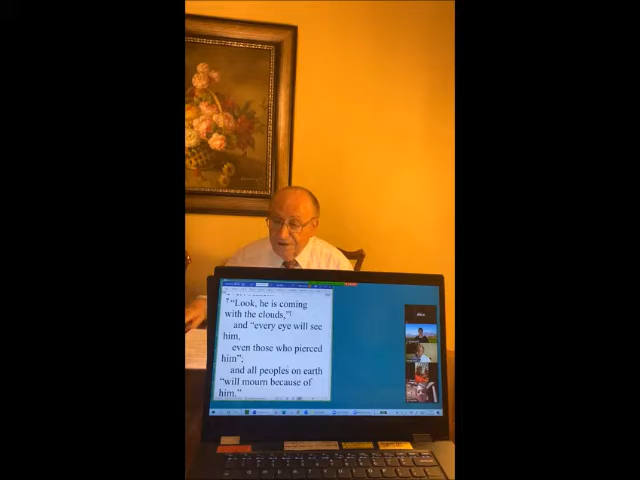 7 “Look, he is coming
with the clouds,”
and “every eye will see
him,
even those who pierced
him”;
and all peoples on earth
“will mourn because of
him.”